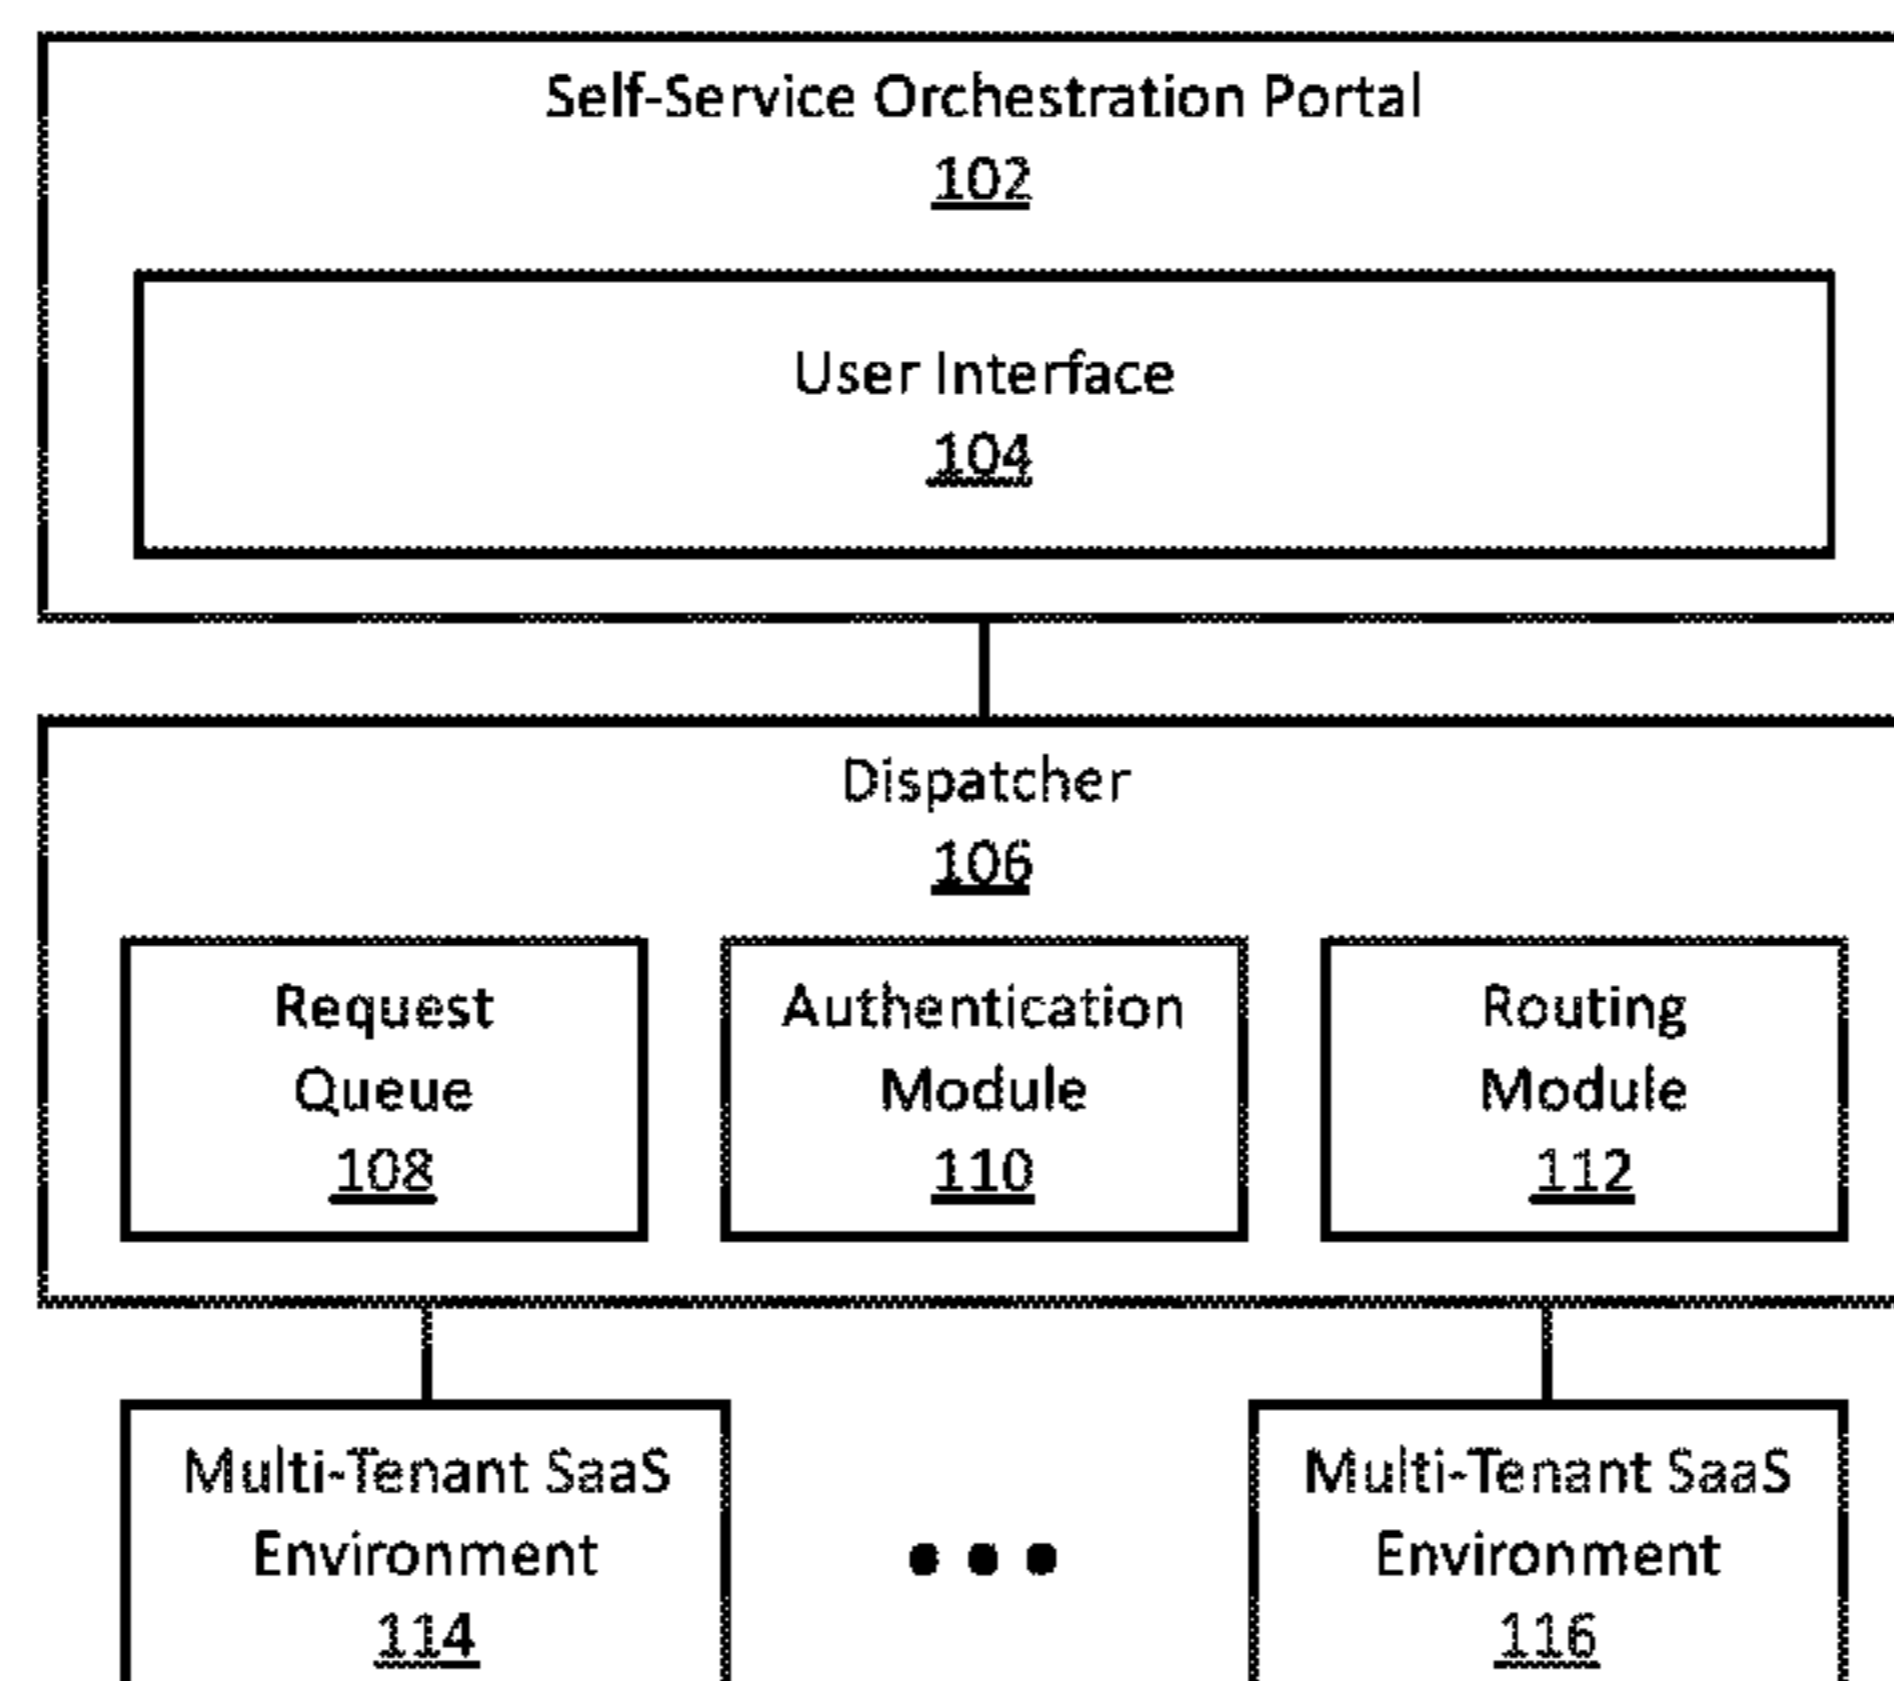 Self-Service Orchestration Portal
102
User Interface
104
Dispatcher
106
Request
Queue
108
Authentication
Module
110
Routing
Module
112
Multi-Tenant SaaS
Environment
114
Multi-Tenant SaaS
Environment
116